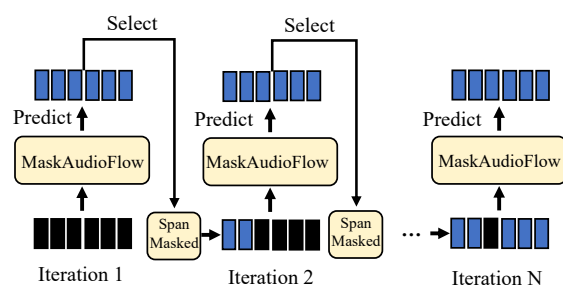 Select
Select
Predict
Predict
Predict
MaskAudioFlow
MaskAudioFlow
MaskAudioFlow
Span
Masked
Span
Masked
...
Iteration 1
Iteration 2
Iteration N